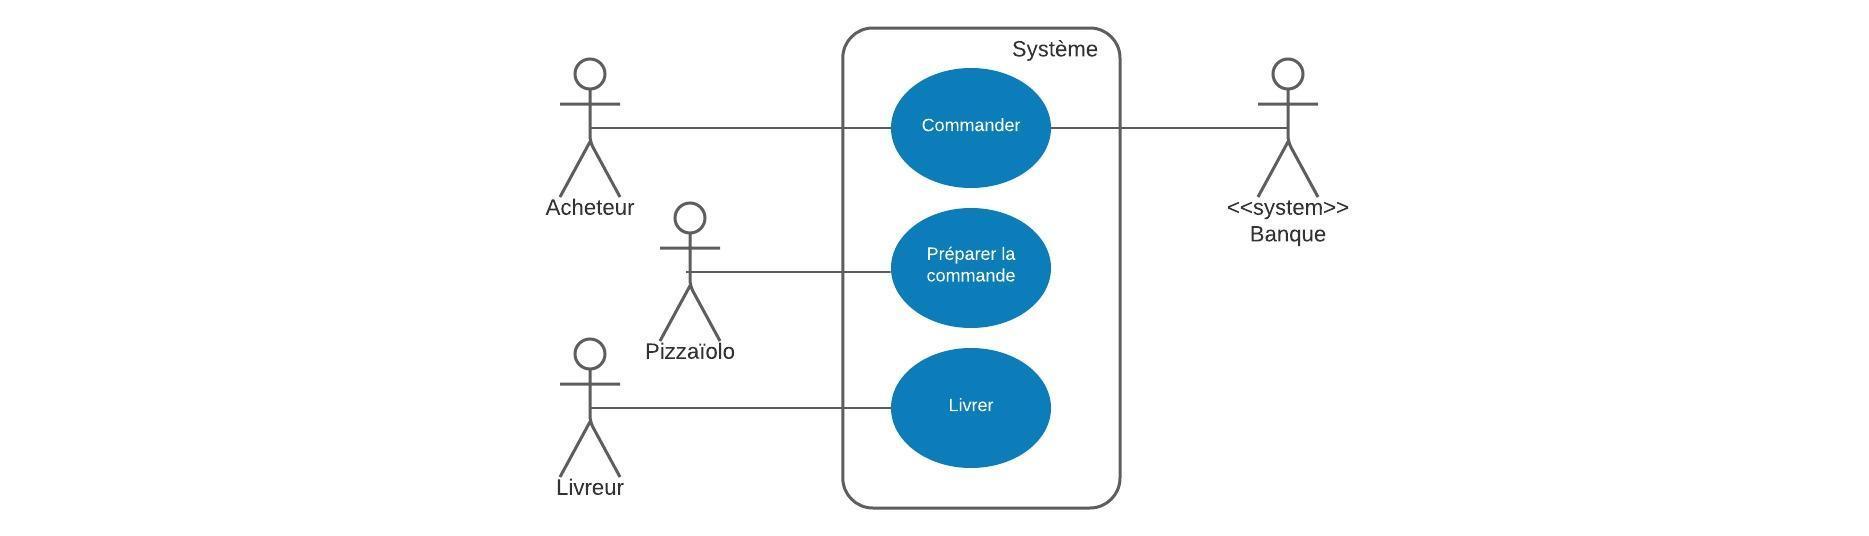 Système
Commander
Acheteur
<<system>>
Banque
Préparer la
commande
Pizzaïolo
Livrer
Livreur